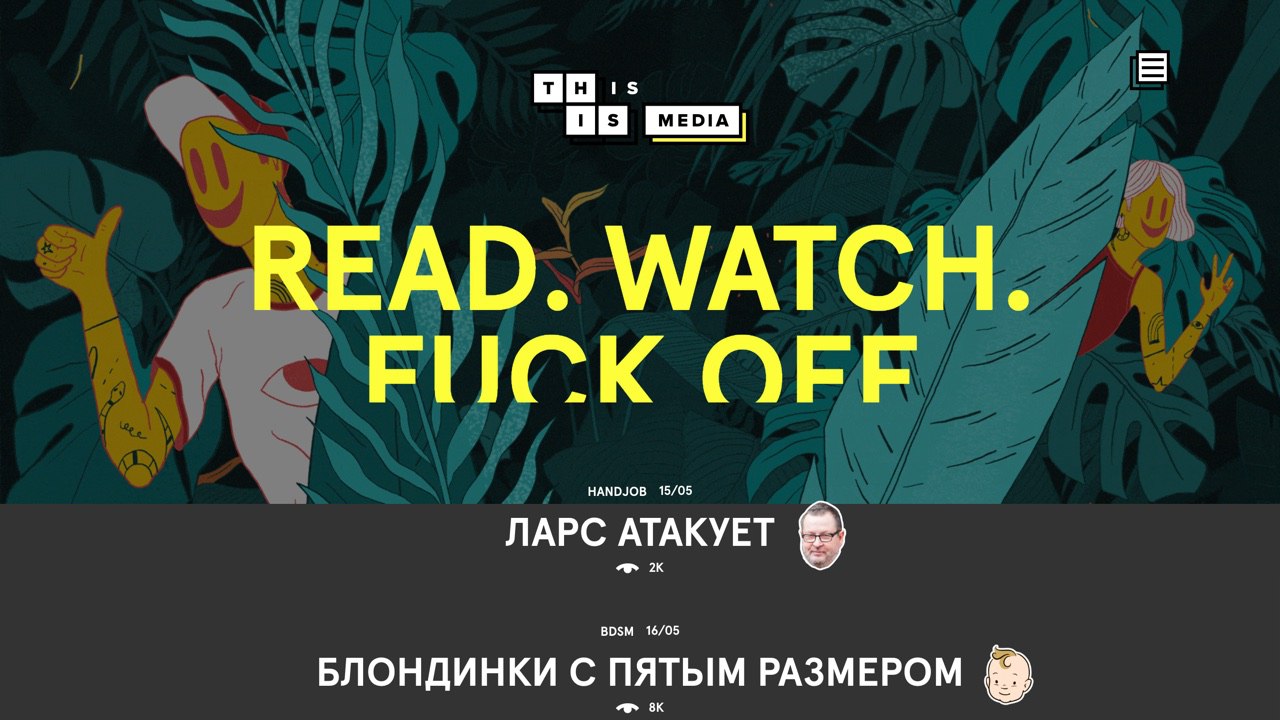 TH IS
IS MEDIA
READ. WATCH.
FUCK OFF
HANDJOB 15/05
ЛАРС АТАКУЕТ
2K
BDSM 16/05
БЛОНДИНКИ С ПЯТЫМ РАЗМЕРОМ
8K